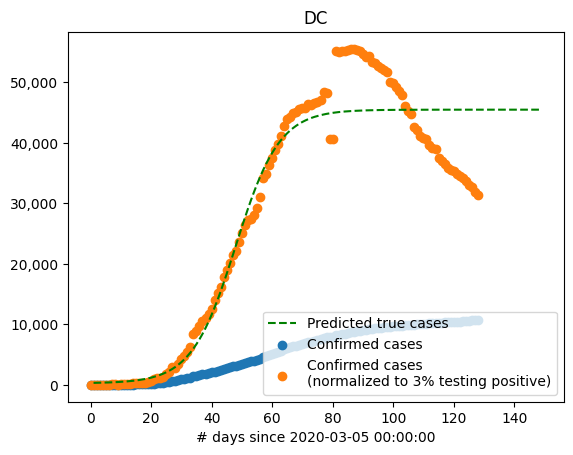 DC
50,000
40,000
30,000
20,000
10,000
0
Predicted true cases
Confirmed cases
Confirmed cases
(normalized to 3% testing positive)
0 20 40 60 80 100 120 140
# days since 2020-03-05 00:00:00